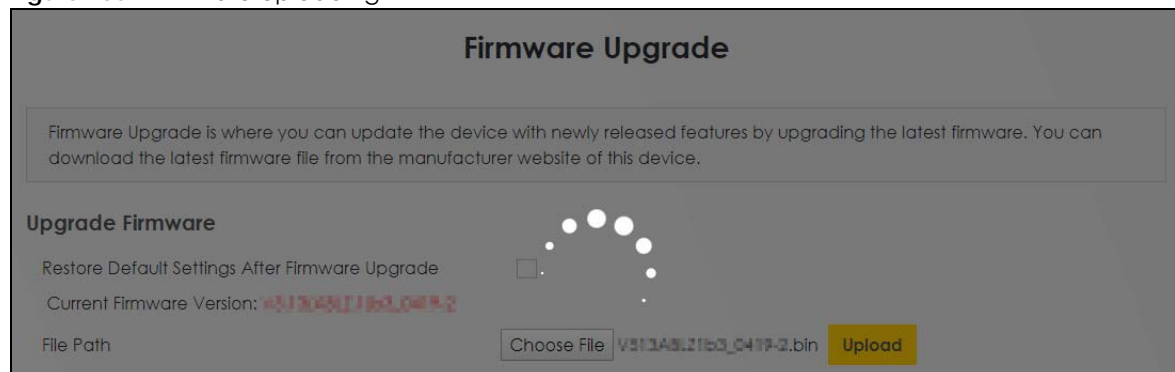 Firmware Upgrade
Firmware Upgrade is where you can update the device with newly released features by upgrading the latest firmware. You can
download the latest firmware file from the manufacturer website of this device.
Upgrade Firmware
Restore Default Settings After Firmware Upgrade
Current Firmware Version:
File Path
Choose File .bin Upload